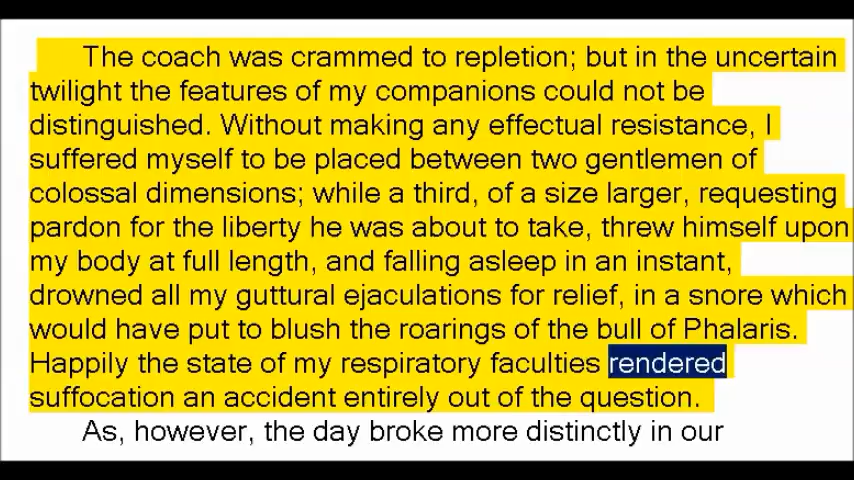 The coach was crammed to repletion; but in the uncertain
twilight the features of my companions could not be
distinguished. Without making any effectual resistance, I
suffered myself to be placed between two gentlemen of
colossal dimensions; while a third, of a size larger, requesting
pardon for the liberty he was about to take, threw himself upon
my body at full length, and falling asleep in an instant,
drowned all my guttural ejaculations for relief, in a snore which
would have put to blush the roarings of the bull of Phalaris.
Happily the state of my respiratory faculties rendered
suffocation an accident entirely out of the question.
As, however, the day broke more distinctly in our